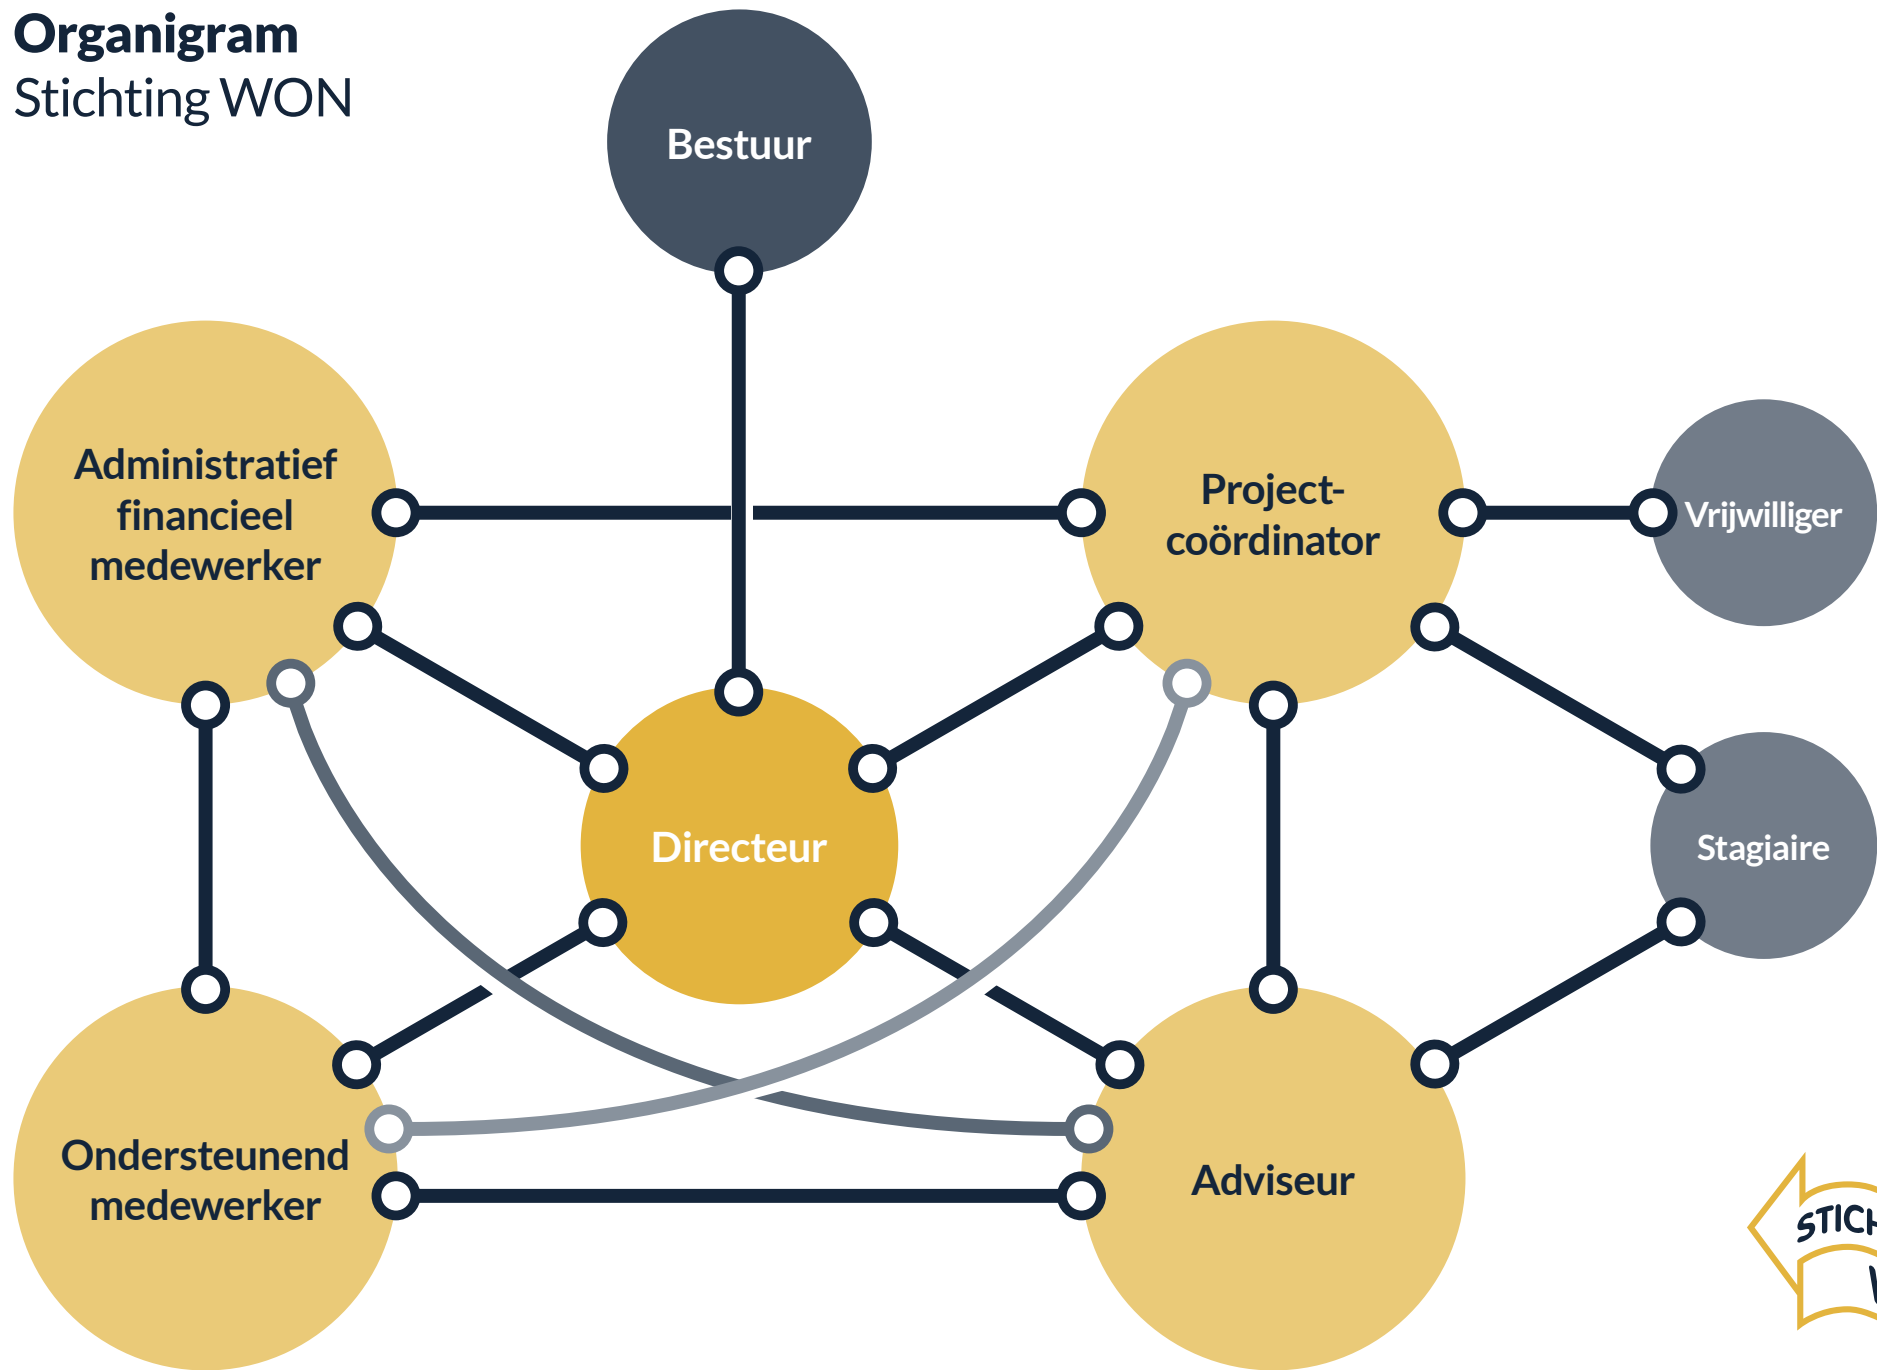 Organigram
Stichting WON
Bestuur
Administratief
financieel
medewerker
Project-
coördinator
Vrijwilliger
Directeur
Stagiaire
Ondersteunend
medewerker
Adviseur